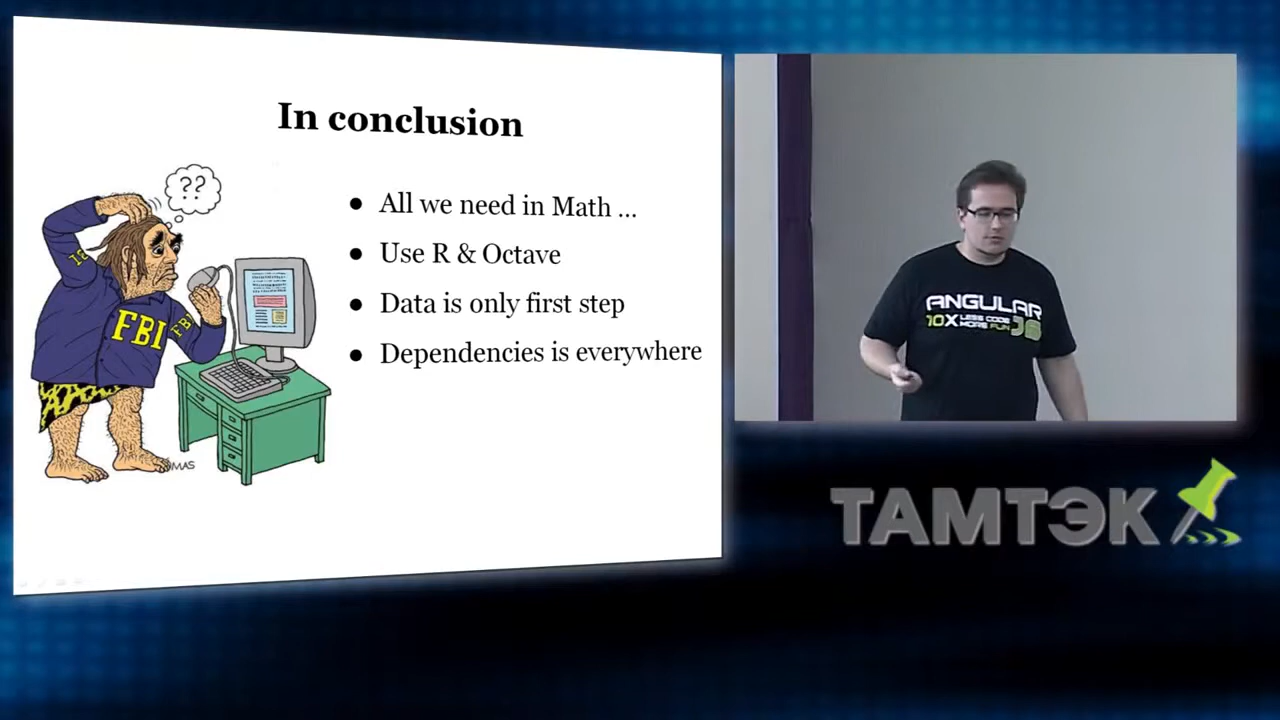 In conclusion
??
All we need in Math ...
Use R & Octave
Data is only first step
Dependencies is everywhere
FBI
FBI
MAS
ANGULAR
10X LESS CODE
MORE FUN JS
ТАМТЭК